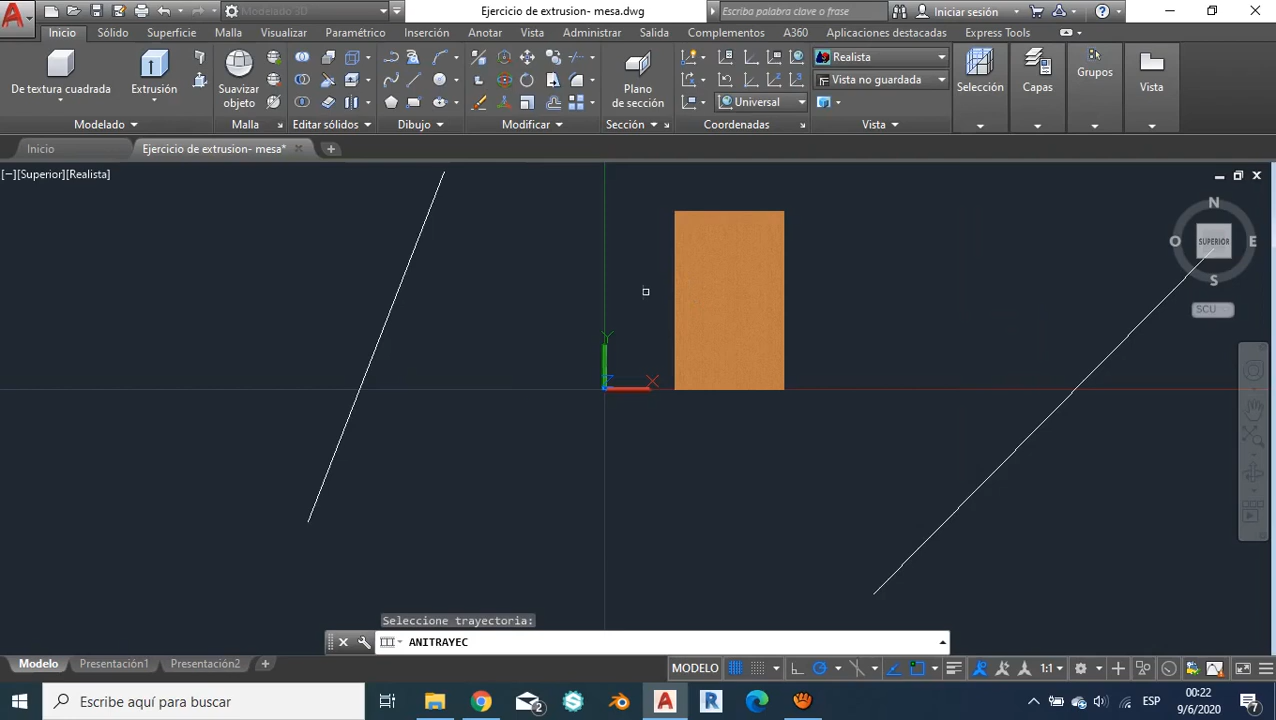 Modelado 3D
Ejercicio de extrusion- mesa.dwg
Escriba palabra clave o frase
Iniciar sesión
Inicio
Sólido
Superficie
Malla
Visualizar
Paramétrico
Inserción
Anotar
Vista
Administrar
Salida
Complementos
A360
Aplicaciones destacadas
Express Tools
De textura cuadrada
Extrusión
Suavizar
objeto
Plano
de sección
Realista
Vista no guardada
Universal
Selección
Capas
Grupos
Vista
Modelado
Malla
Editar sólidos
Dibujo
Modificar
Sección
Coordenadas
Vista
Inicio
Ejercicio de extrusion- mesa*
[−][Superior][Realista]
N
O
SUPERIOR
E
S
SCU
Y
Z
X
Seleccione trayectoria:
ANITRAYEC
Modelo
Presentación1
Presentación2
MODELO
1:1
Escribe aquí para buscar
2
ESP
00:22
9/6/2020
7